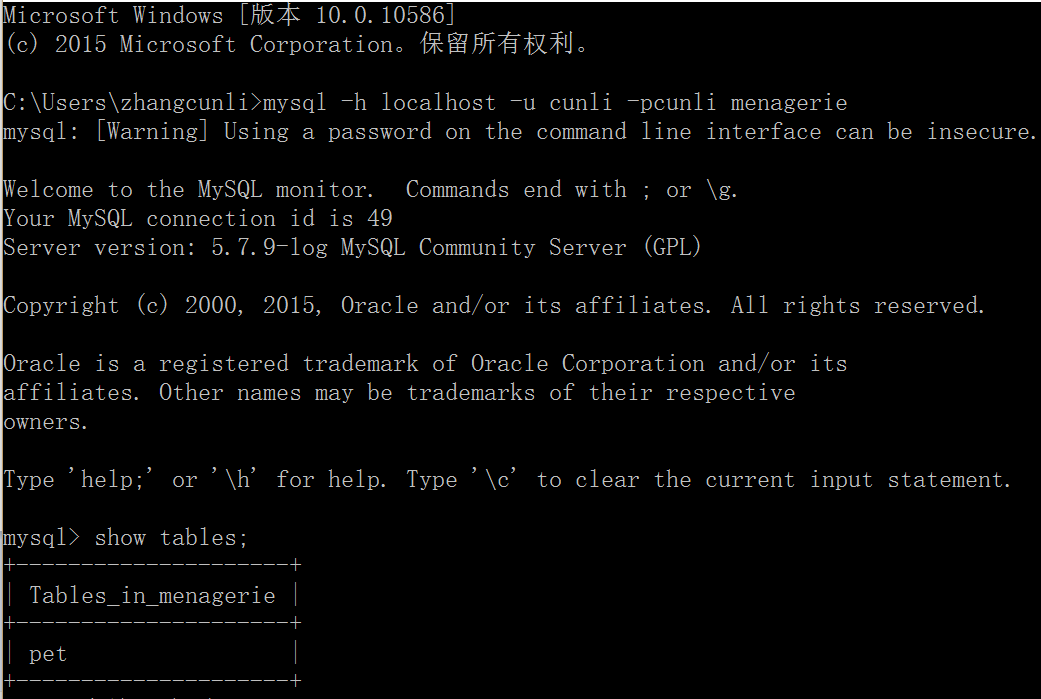 Microsoft Windows [版本 10.0.10586]
(c) 2015 Microsoft Corporation。保留所有权利。
C:\Users\zhangcunli>mysql -h localhost -u cunli -pcunli menagerie
mysql: [Warning] Using a password on the command line interface can be insecure.
Welcome to the MySQL monitor.  Commands end with ; or \g.
Your MySQL connection id is 49
Server version: 5.7.9-log MySQL Community Server (GPL)
Copyright (c) 2000, 2015, Oracle and/or its affiliates. All rights reserved.
Oracle is a registered trademark of Oracle Corporation and/or its
affiliates. Other names may be trademarks of their respective
owners.
Type 'help;' or '\h' for help. Type '\c' to clear the current input statement.
mysql> show tables;
+---------------------+
| Tables_in_menagerie |
+---------------------+
| pet                 |
+---------------------+